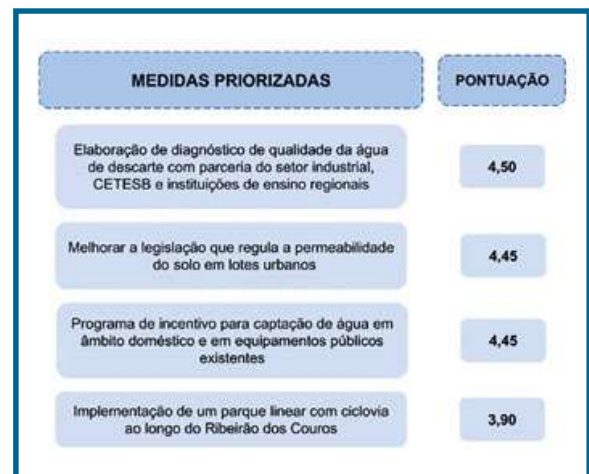 MEDIDAS PRIORIZADAS
PONTUAÇÃO
Elaboração de diagnóstico de qualidade da água
de descarte com parceria do setor industrial,
CETESB e instituições de ensino regionais
4,50
Melhorar a legislação que regula a permeabilidade
do solo em lotes urbanos
4,45
Programa de incentivo para captação de água em
âmbito doméstico e em equipamentos públicos
existentes
4,45
Implementação de um parque linear com ciclovia
ao longo do Ribeirão dos Couros
3,90